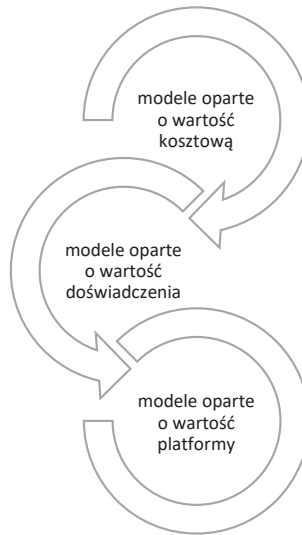 modele oparte
o wartość
kosztową
modele oparte
o wartość
doświadczenia
modele oparte
o wartość
platformy